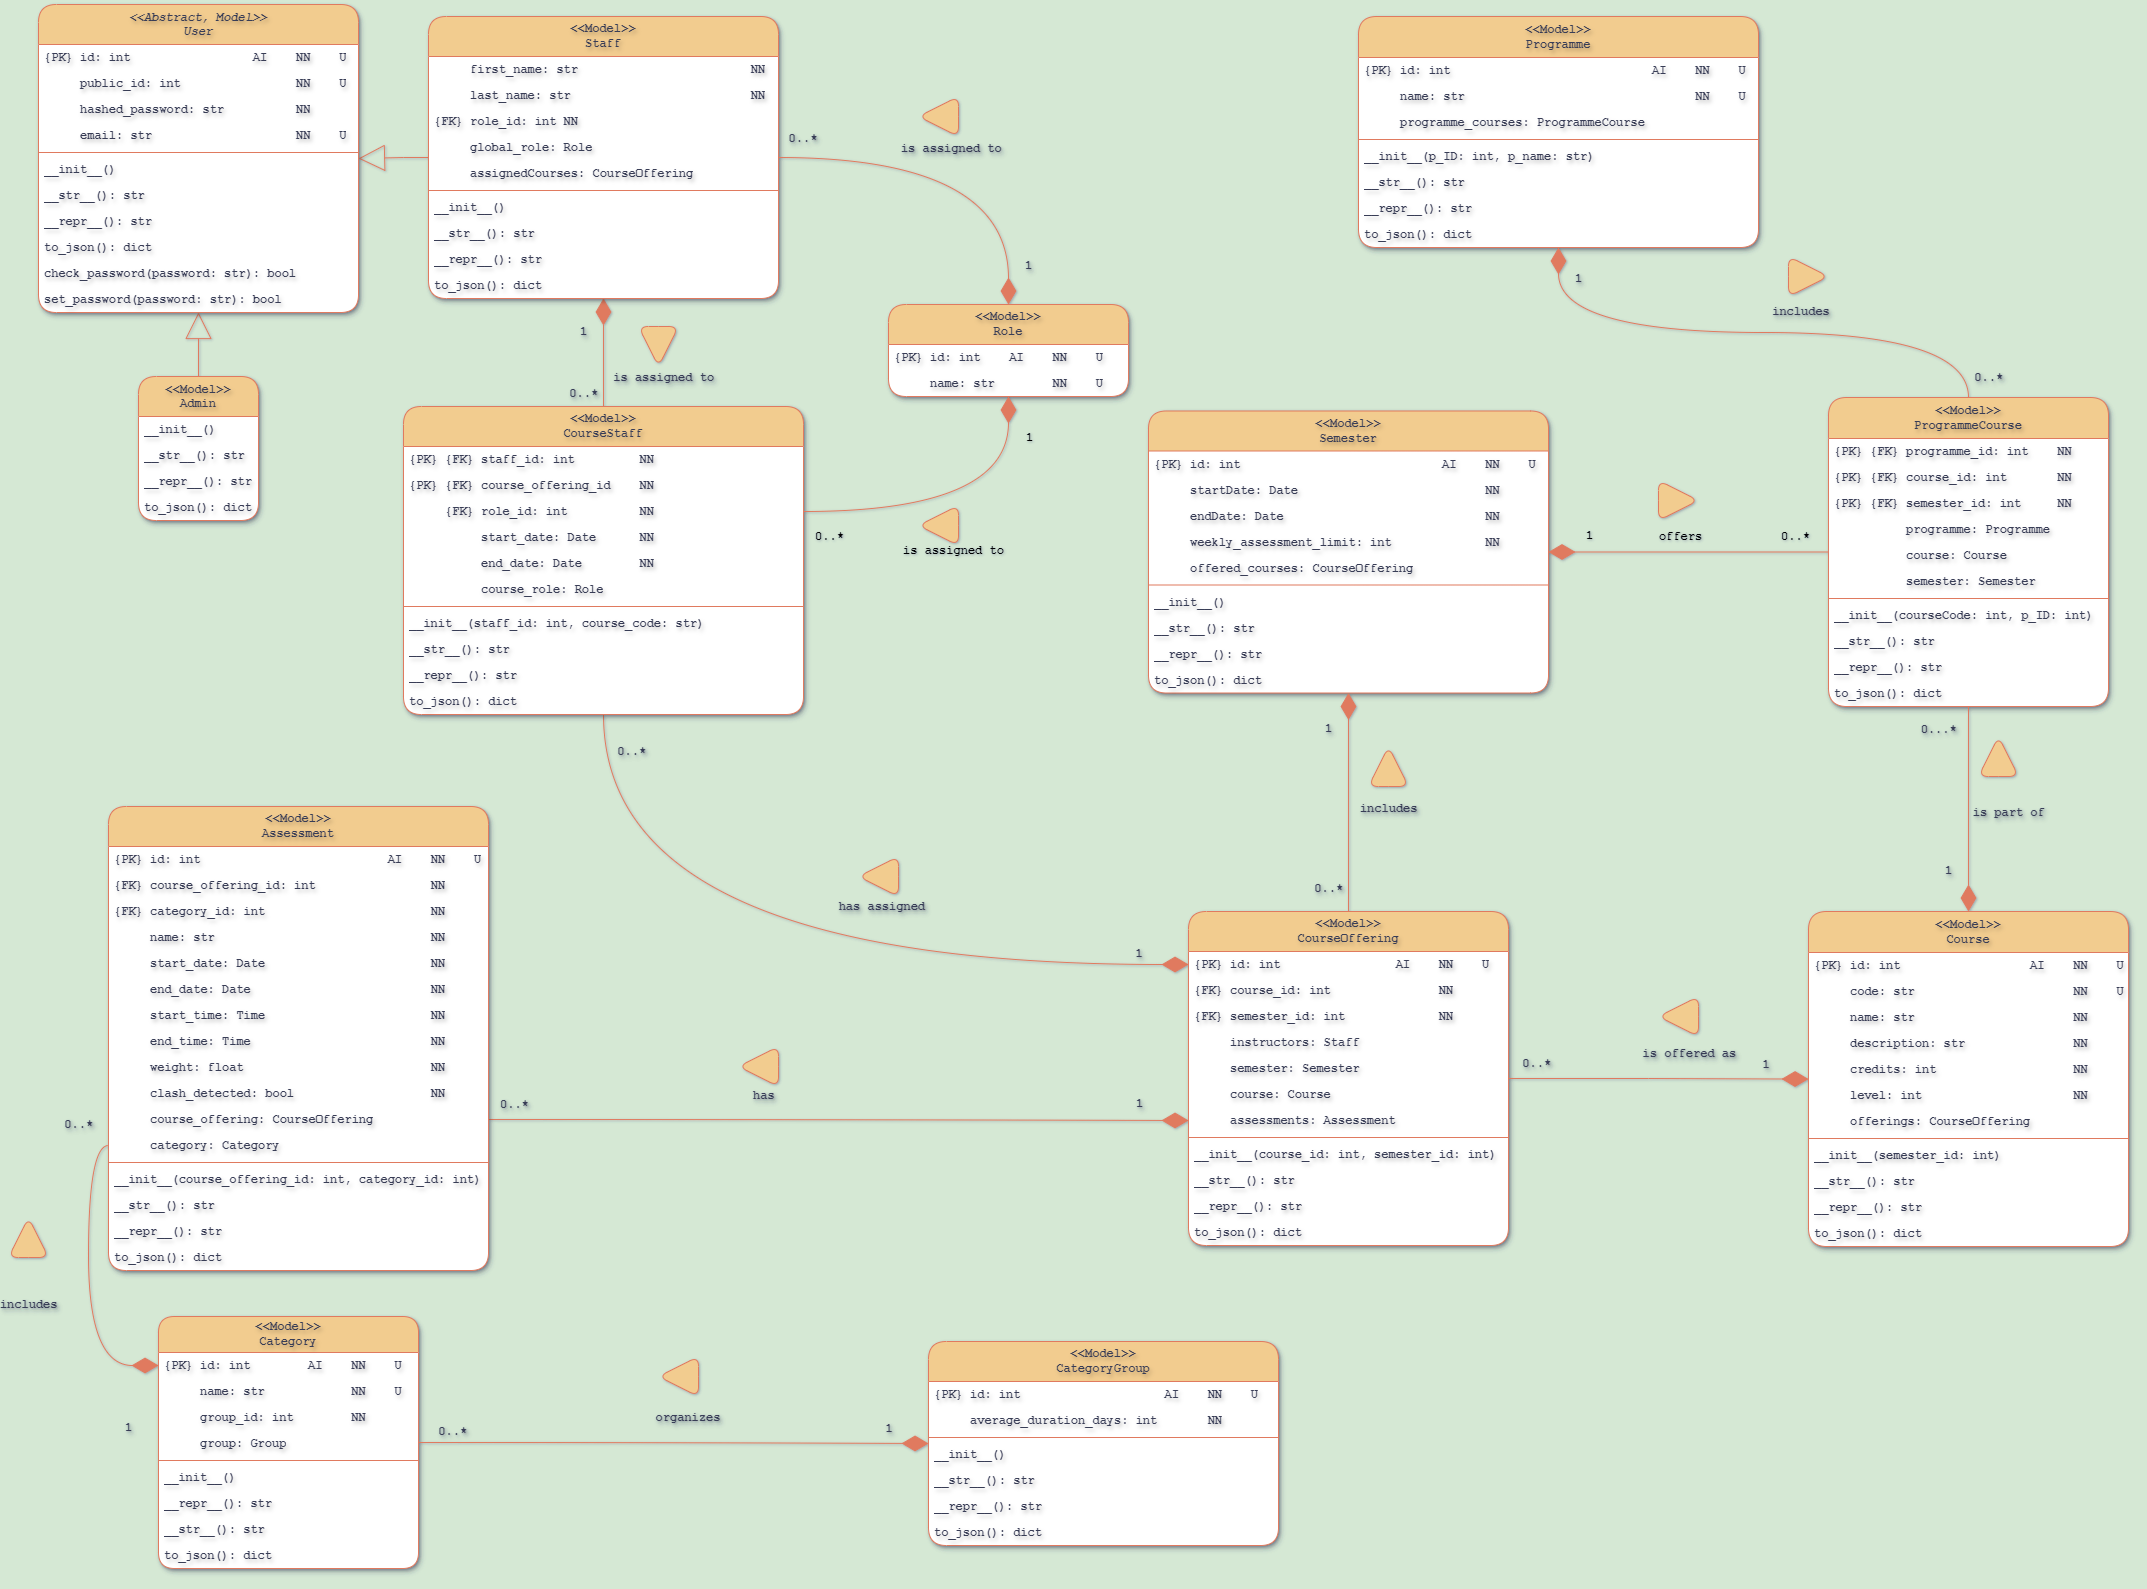 <<Abstract, Model>>
User
{PK} id: int AI NN U
public_id: int NN U
hashed_password: str NN
email: str NN U
__init__()
__str__(): str
__repr__(): str
to_json(): dict
check_password(password: str): bool
set_password(password: str): bool
<<Model>>
Staff
first_name: str NN
last_name: str NN
{FK} role_id: int NN
global_role: Role
assignedCourses: CourseOffering
__init__()
__str__(): str
__repr__(): str
to_json(): dict
0..*
is assigned to
1
<<Model>>
Programme
{PK} id: int AI NN U
name: str NN U
programme_courses: ProgrammeCourse
__init__(p_ID: int, p_name: str)
__str__(): str
__repr__(): str
to_json(): dict
1
includes
0..*
<<Model>>
Admin
__init__()
__str__(): str
__repr__(): str
to_json(): dict
1
is assigned to
0..*
<<Model>>
Role
{PK} id: int AI NN U
name: str NN U
1
<<Model>>
CourseStaff
{PK} {FK} staff_id: int NN
{PK} {FK} course_offering_id NN
{FK} role_id: int NN
start_date: Date NN
end_date: Date NN
course_role: Role
__init__(staff_id: int, course_code: str)
__str__(): str
__repr__(): str
to_json(): dict
0..*
is assigned to
<<Model>>
Semester
{PK} id: int AI NN U
startDate: Date NN
endDate: Date NN
weekly_assessment_limit: int NN
offered_courses: CourseOffering
__init__()
__str__(): str
__repr__(): str
to_json(): dict
1
offers
0..*
<<Model>>
ProgrammeCourse
{PK} {FK} programme_id: int NN
{PK} {FK} course_id: int NN
{PK} {FK} semester_id: int NN
programme: Programme
course: Course
semester: Semester
__init__(courseCode: int, p_ID: int)
__str__(): str
__repr__(): str
to_json(): dict
0..*
has assigned
1
1
includes
0..*
0...*
is part of
1
<<Model>>
Assessment
{PK} id: int AI NN U
{FK} course_offering_id: int NN
{FK} category_id: int NN
name: str NN
start_date: Date NN
end_date: Date NN
start_time: Time NN
end_time: Time NN
weight: float NN
clash_detected: bool NN
course_offering: CourseOffering
category: Category
__init__(course_offering_id: int, category_id: int)
__str__(): str
__repr__(): str
to_json(): dict
0..*
has
1
<<Model>>
CourseOffering
{PK} id: int AI NN U
{FK} course_id: int NN
{FK} semester_id: int NN
instructors: Staff
semester: Semester
course: Course
assessments: Assessment
__init__(course_id: int, semester_id: int)
__str__(): str
__repr__(): str
to_json(): dict
0..*
is offered as
1
<<Model>>
Course
{PK} id: int AI NN U
code: str NN U
name: str NN
description: str NN
credits: int NN
level: int NN
offerings: CourseOffering
__init__(semester_id: int)
__str__(): str
__repr__(): str
to_json(): dict
0..*
includes
1
<<Model>>
Category
{PK} id: int AI NN U
name: str NN U
group_id: int NN
group: Group
__init__()
__repr__(): str
__str__(): str
to_json(): dict
0..*
organizes
1
<<Model>>
CategoryGroup
{PK} id: int AI NN U
average_duration_days: int NN
__init__()
__str__(): str
__repr__(): str
to_json(): dict